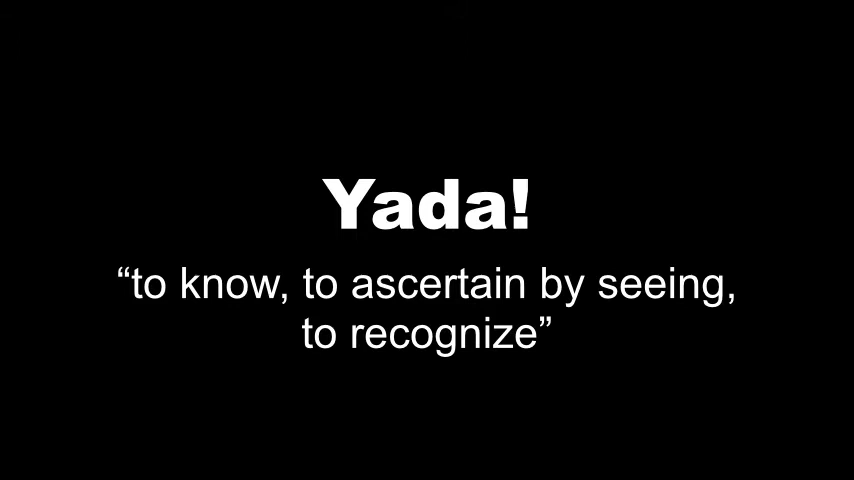 Yada!
“to know, to ascertain by seeing,
to recognize”